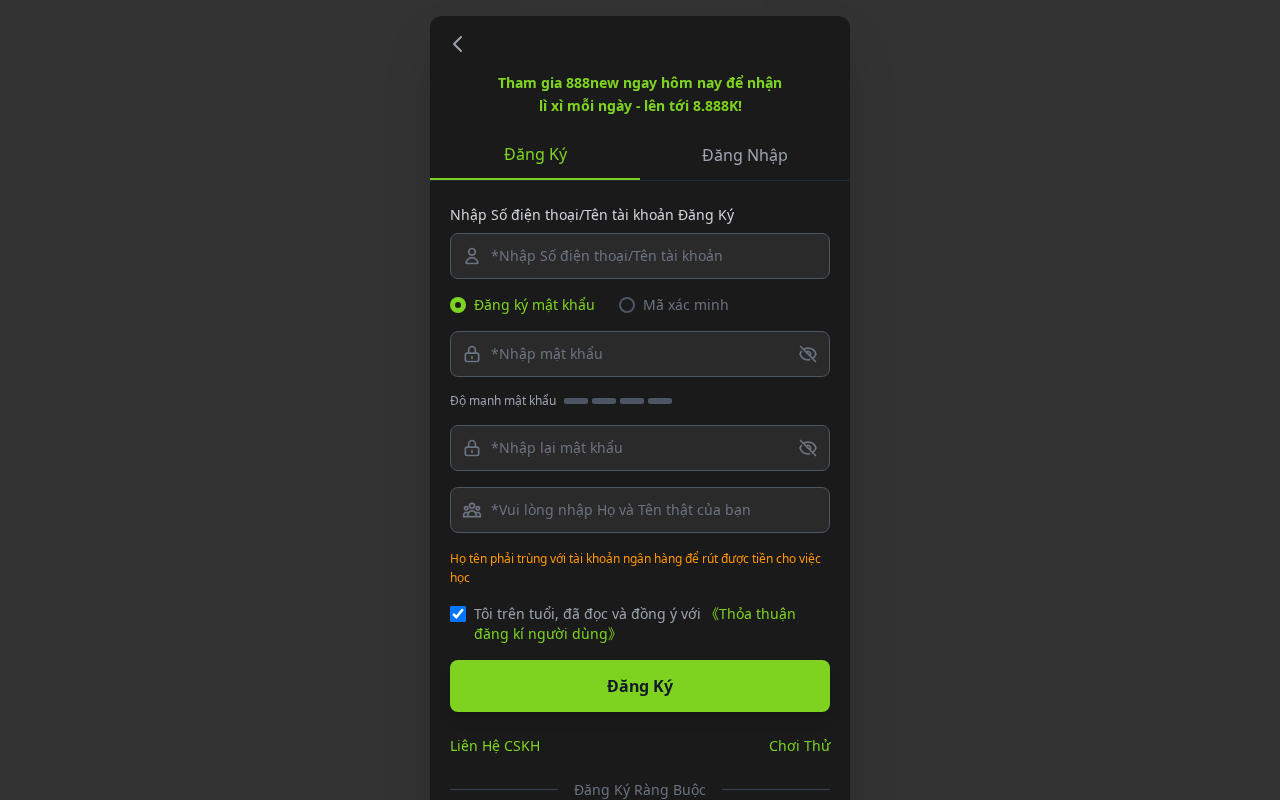 Tham gia 888new ngay hôm nay để nhận
lì xì mỗi ngày - lên tới 8.888K!
Đăng Ký
Đăng Nhập
Nhập Số điện thoại/Tên tài khoản Đăng Ký
*Nhập Số điện thoại/Tên tài khoản
Đăng ký mật khẩu
Mã xác minh
*Nhập mật khẩu
Độ mạnh mật khẩu
*Nhập lại mật khẩu
*Vui lòng nhập Họ và Tên thật của bạn
Họ tên phải trùng với tài khoản ngân hàng để rút được tiền cho việc
học
Tôi trên tuổi, đã đọc và đồng ý với 《Thỏa thuận
đăng kí người dùng》
Đăng Ký
Liên Hệ CSKH
Chơi Thử
Đăng Ký Ràng Buộc